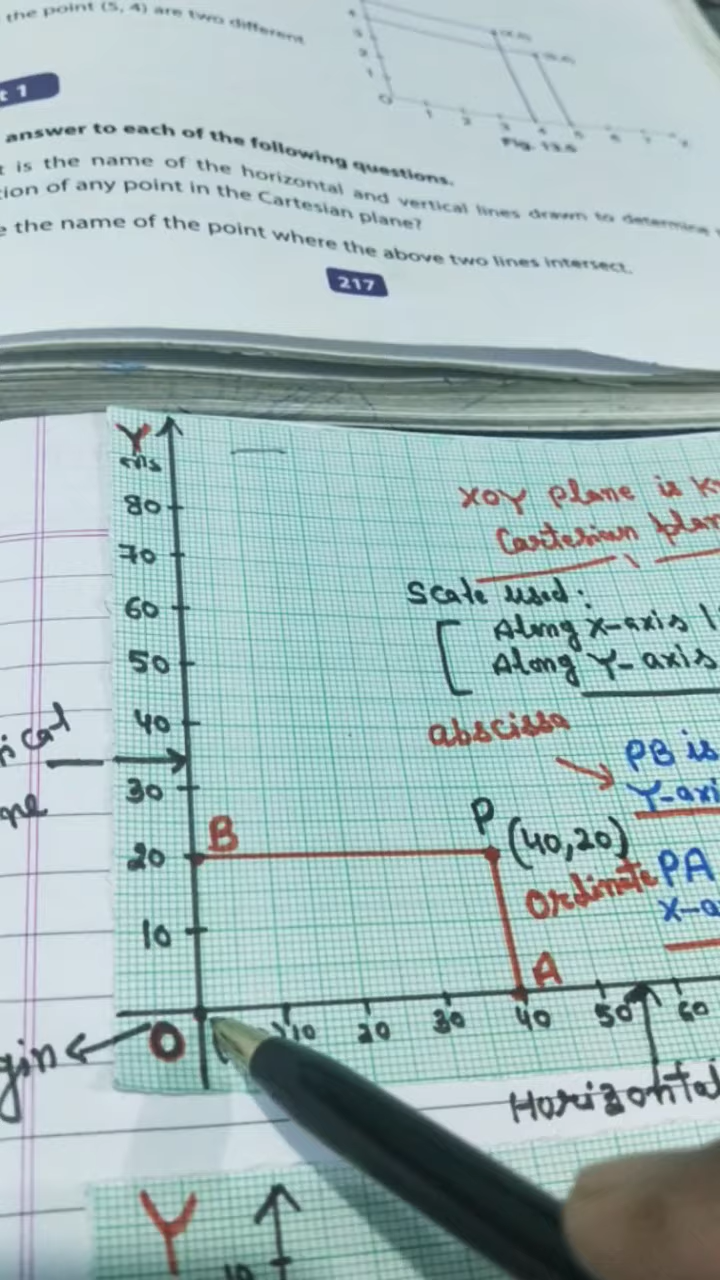 the point (5, 4) are two different
1
Fig. 13.6
answer to each of the following questions.
is the name of the horizontal and vertical lines drawn to determine
tion of any point in the Cartesian plane?
the name of the point where the above two lines intersect.
217
Y
80
70
60
50
40
30
20
10
XOY plane is
Cartesian
Scale used:
Along X-axis
Along Y-axis
abscissa
PB is
Y-axi
B
P (40,20)
Ordinate
PA
X-a
A
O
10 20 30 40 50 60
gin
Horizontal
Y
10